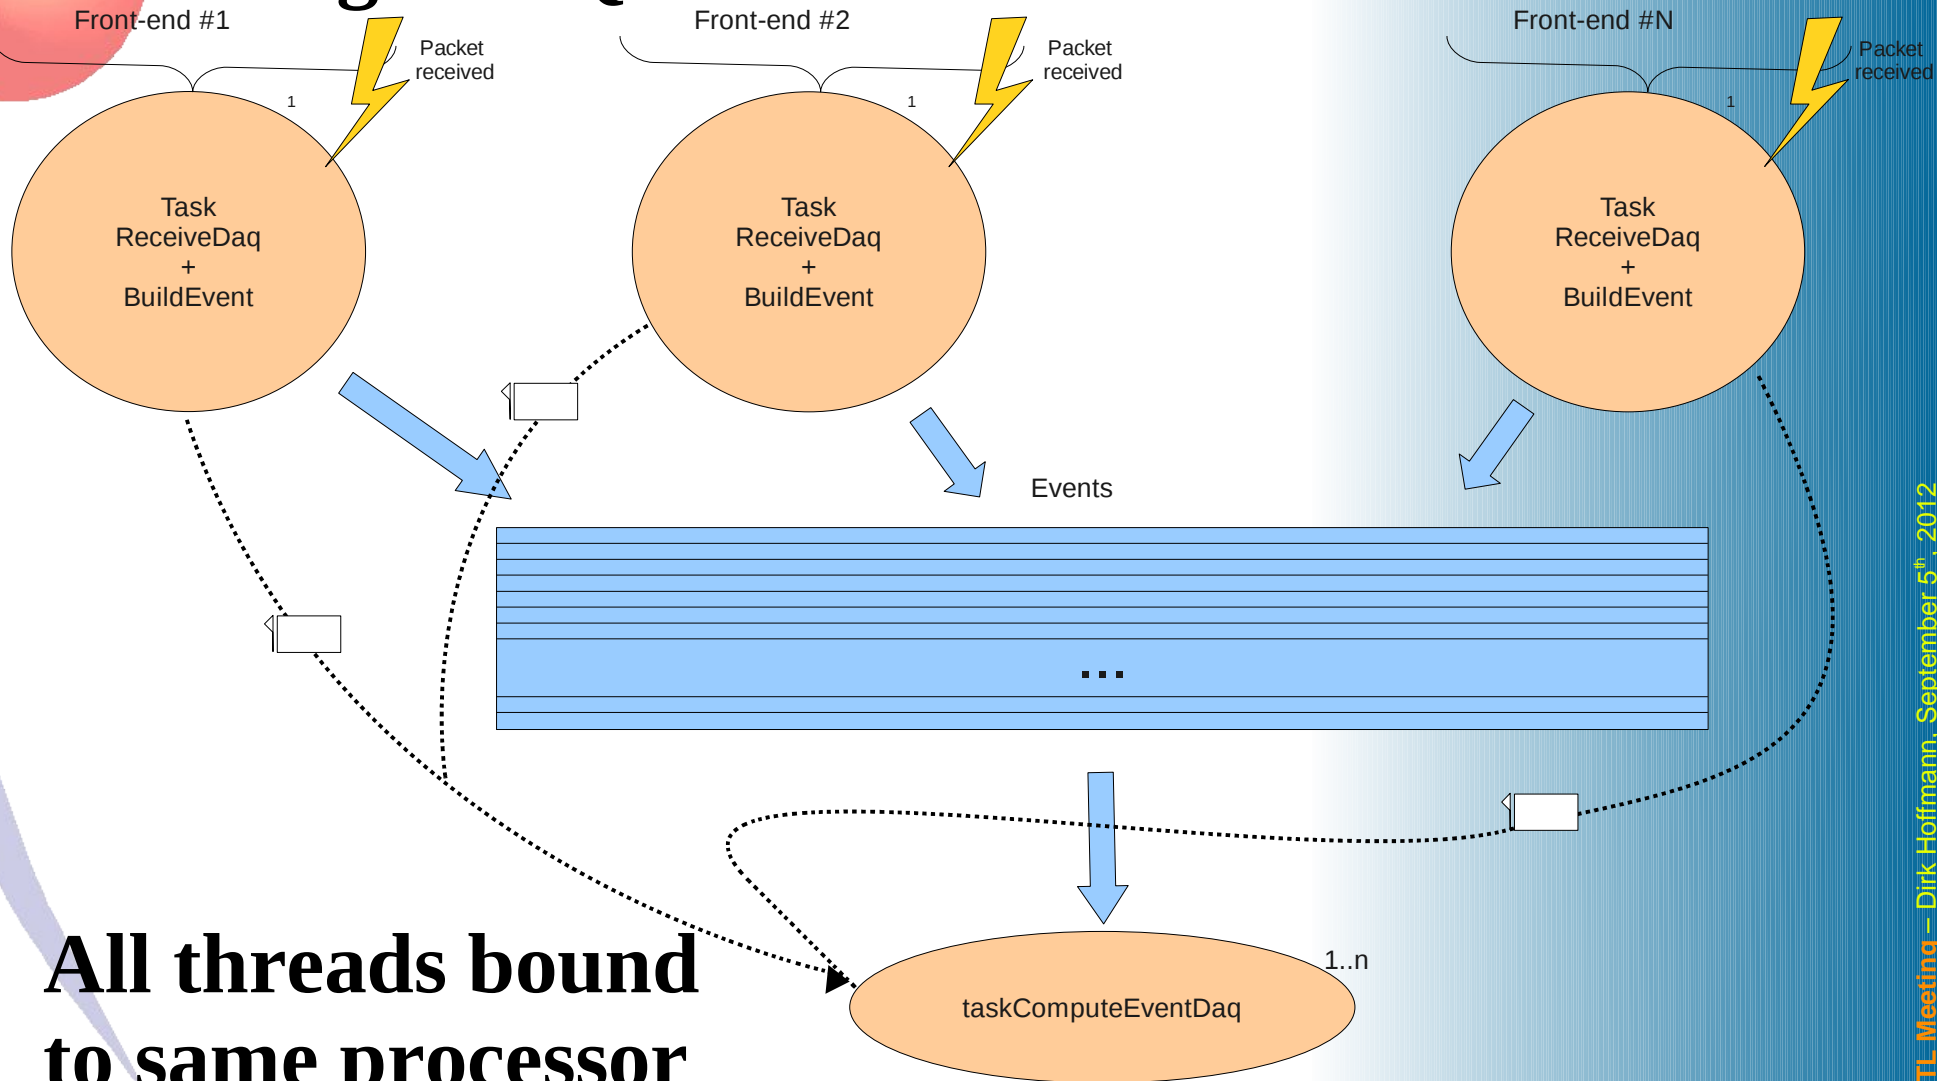 Front-end #1
Front-end #2
Front-end #N
Packet
received
Packet
received
Packet
received
1
1
1
Task
ReceiveDaq
+
BuildEvent
Task
ReceiveDaq
+
BuildEvent
Task
ReceiveDaq
+
BuildEvent
Events
...
1..n
taskComputeEventDaq
All threads bound
to same processor
TL Meeting – Dirk Hoffmann, September 5th, 2012